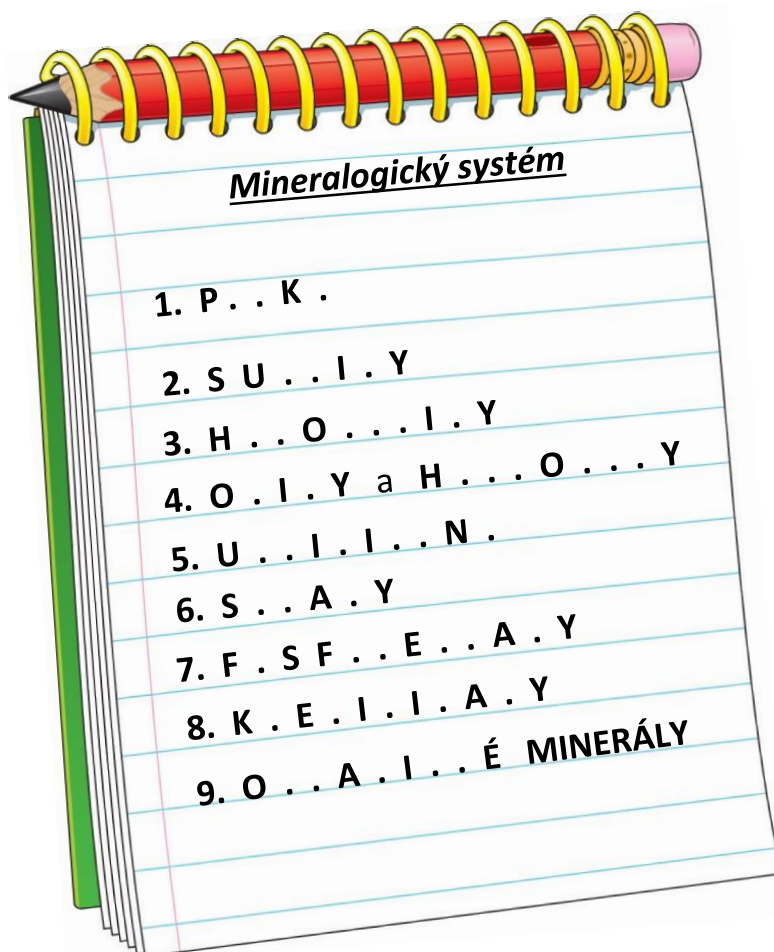 Mineralogický systém
1. P . . K .
2. S U . . I . Y
3. H . . O . . . I . Y
4. O . I . Y a H . . . O . . . Y
5. U . . I . I . . N .
6. S . . A . Y
7. F . S F . . E . . A . Y
8. K . E . I . I . A . Y
9. O . . A . I . . É MINERÁLY